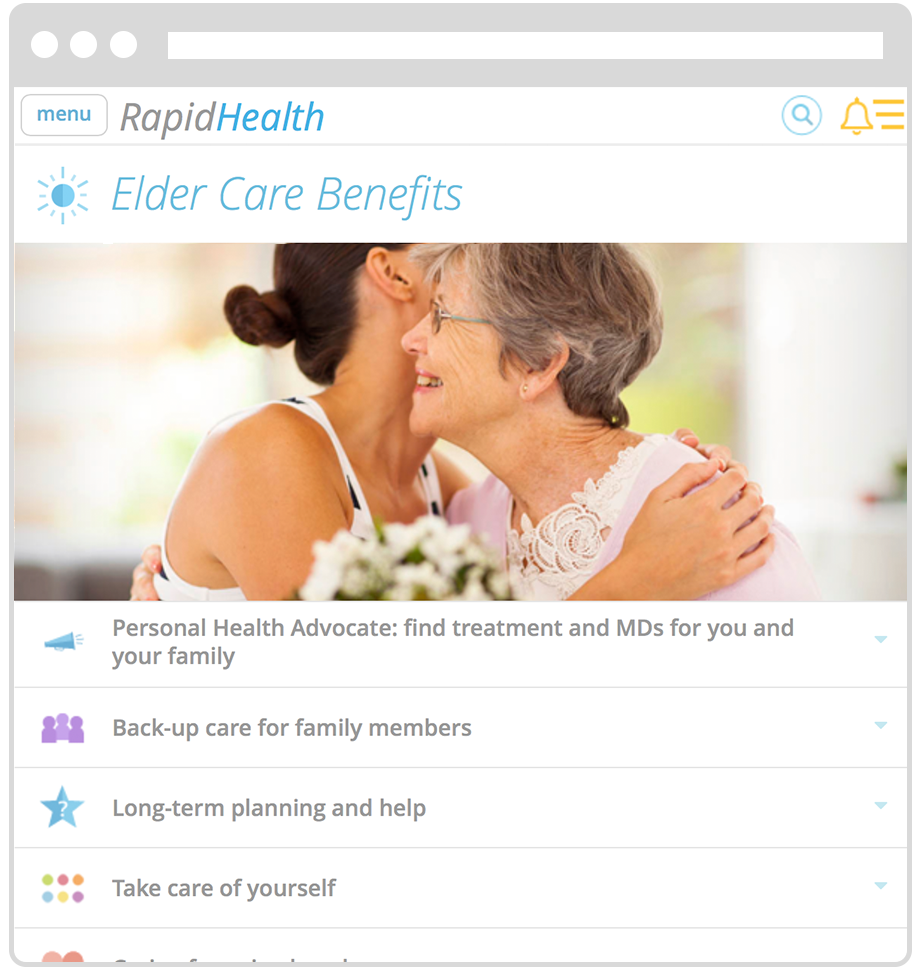 menu
RapidHealth
Elder Care Benefits
Personal Health Advocate: find treatment and MDs for you and
your family
Back-up care for family members
?
Long-term planning and help
Take care of yourself